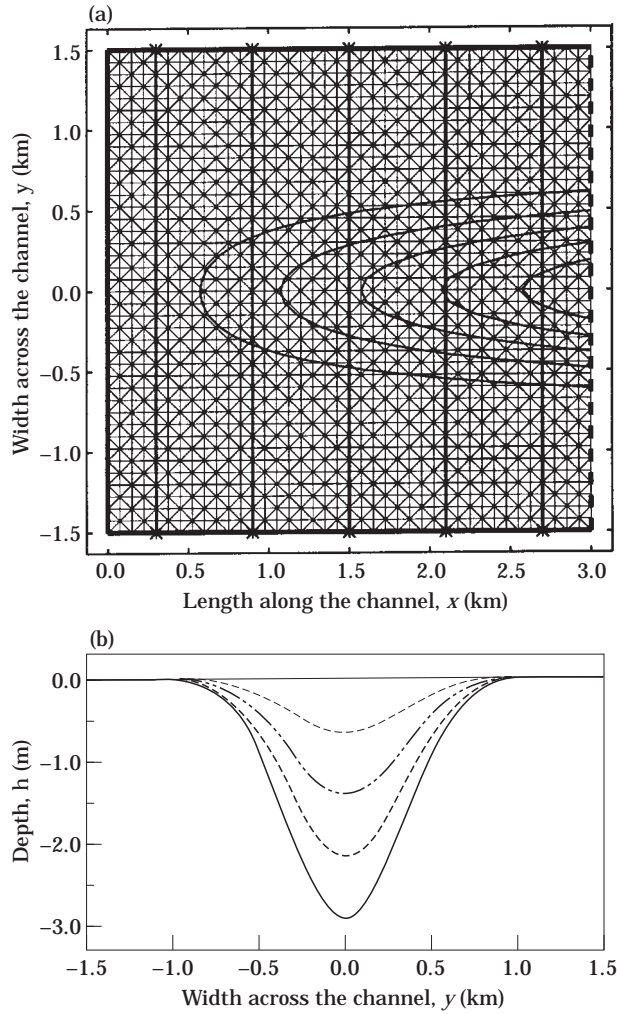 (a)
1.5
1.0
0.5
0.0
−0.5
−1.0
−1.5
Width across the channel, y (km)
0.0 0.5 1.0 1.5 2.0 2.5 3.0
Length along the channel, x (km)
(b)
0.0
−1.0
−2.0
−3.0
Depth, h (m)
−1.5 −1.0 −0.5 0.0 0.5 1.0 1.5
Width across the channel, y (km)